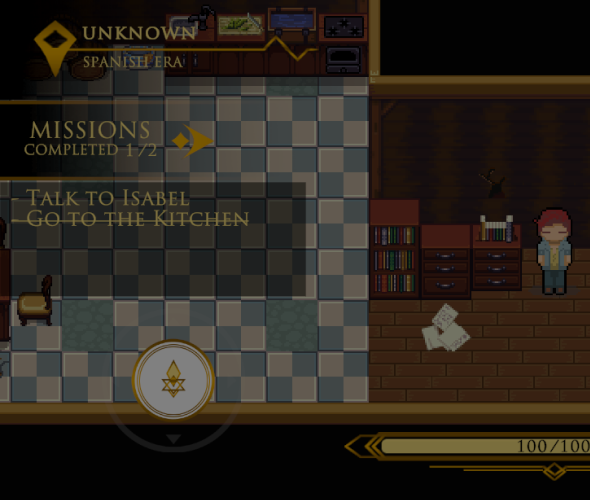 UNKNOWN
SPANISH ERA
MISSIONS
COMPLETED 1/2
- TALK TO ISABEL
- GO TO THE KITCHEN
100/100